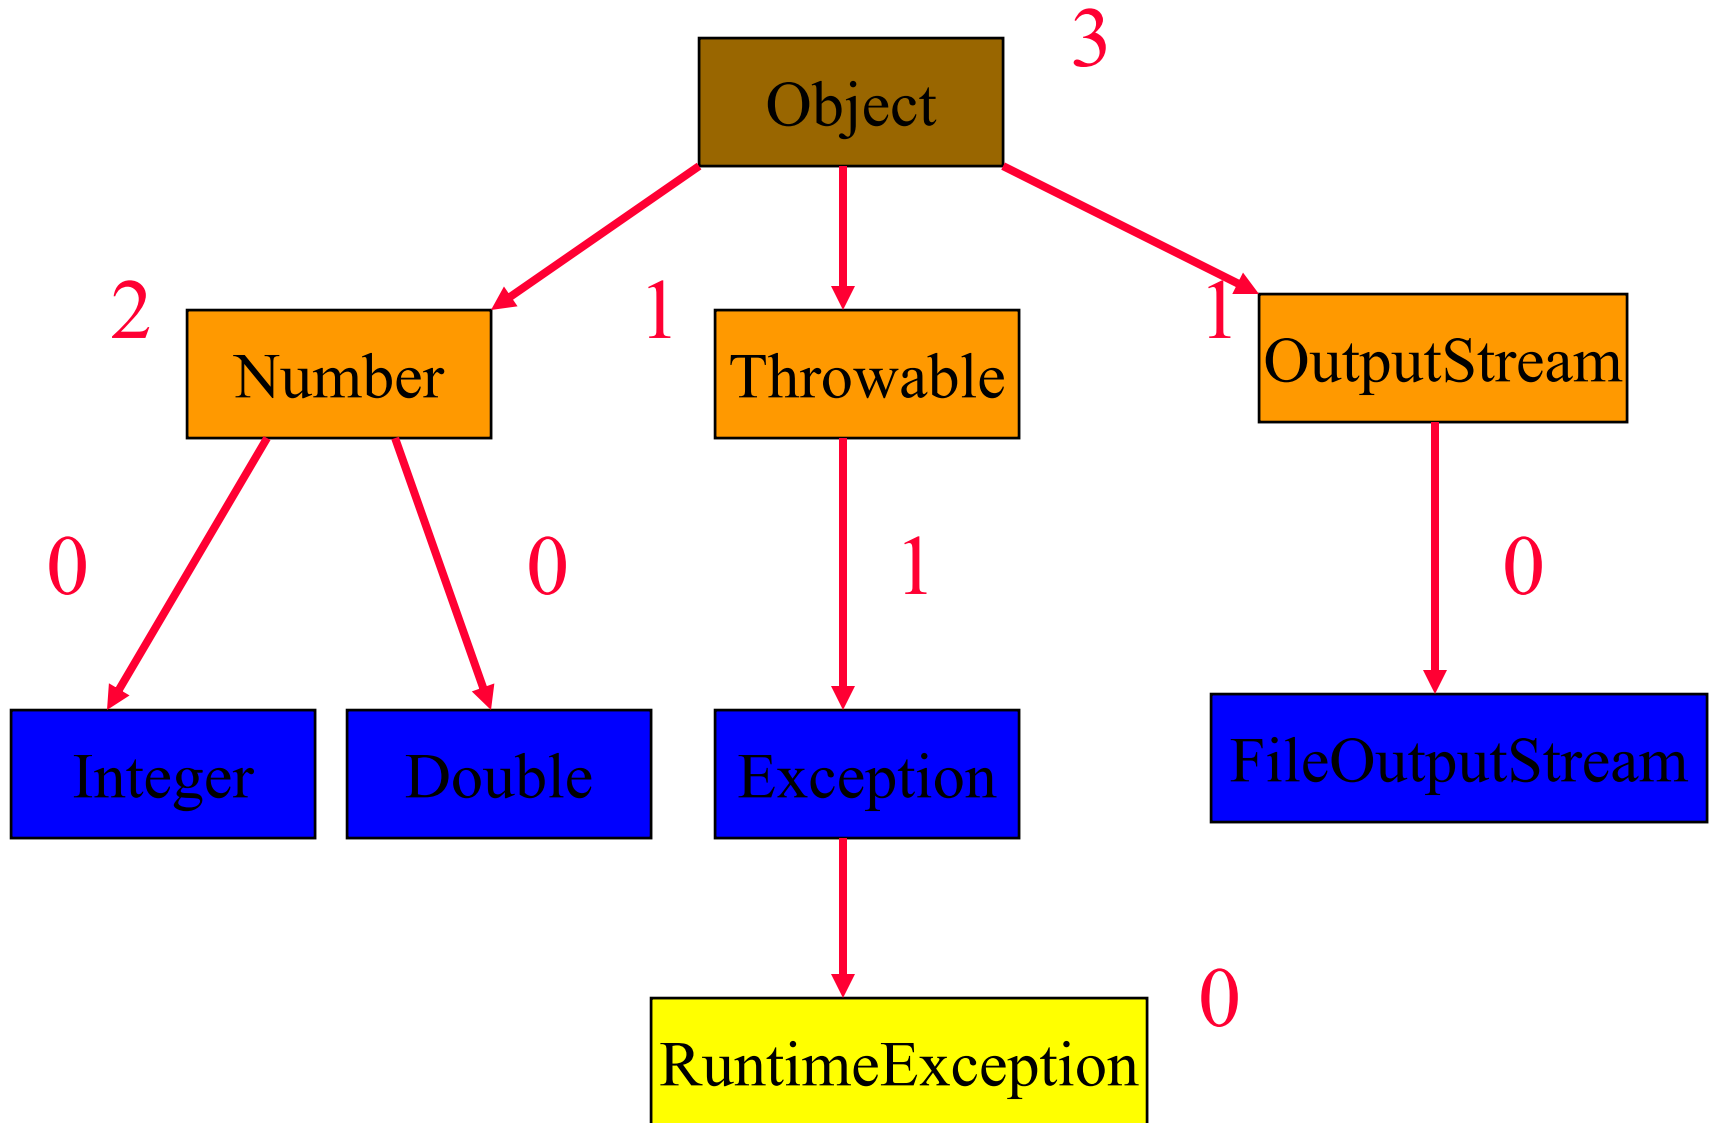 3
Object
2
1
1
Number
Throwable
OutputStream
0
0
1
0
Integer
Double
Exception
FileOutputStream
0
RuntimeException